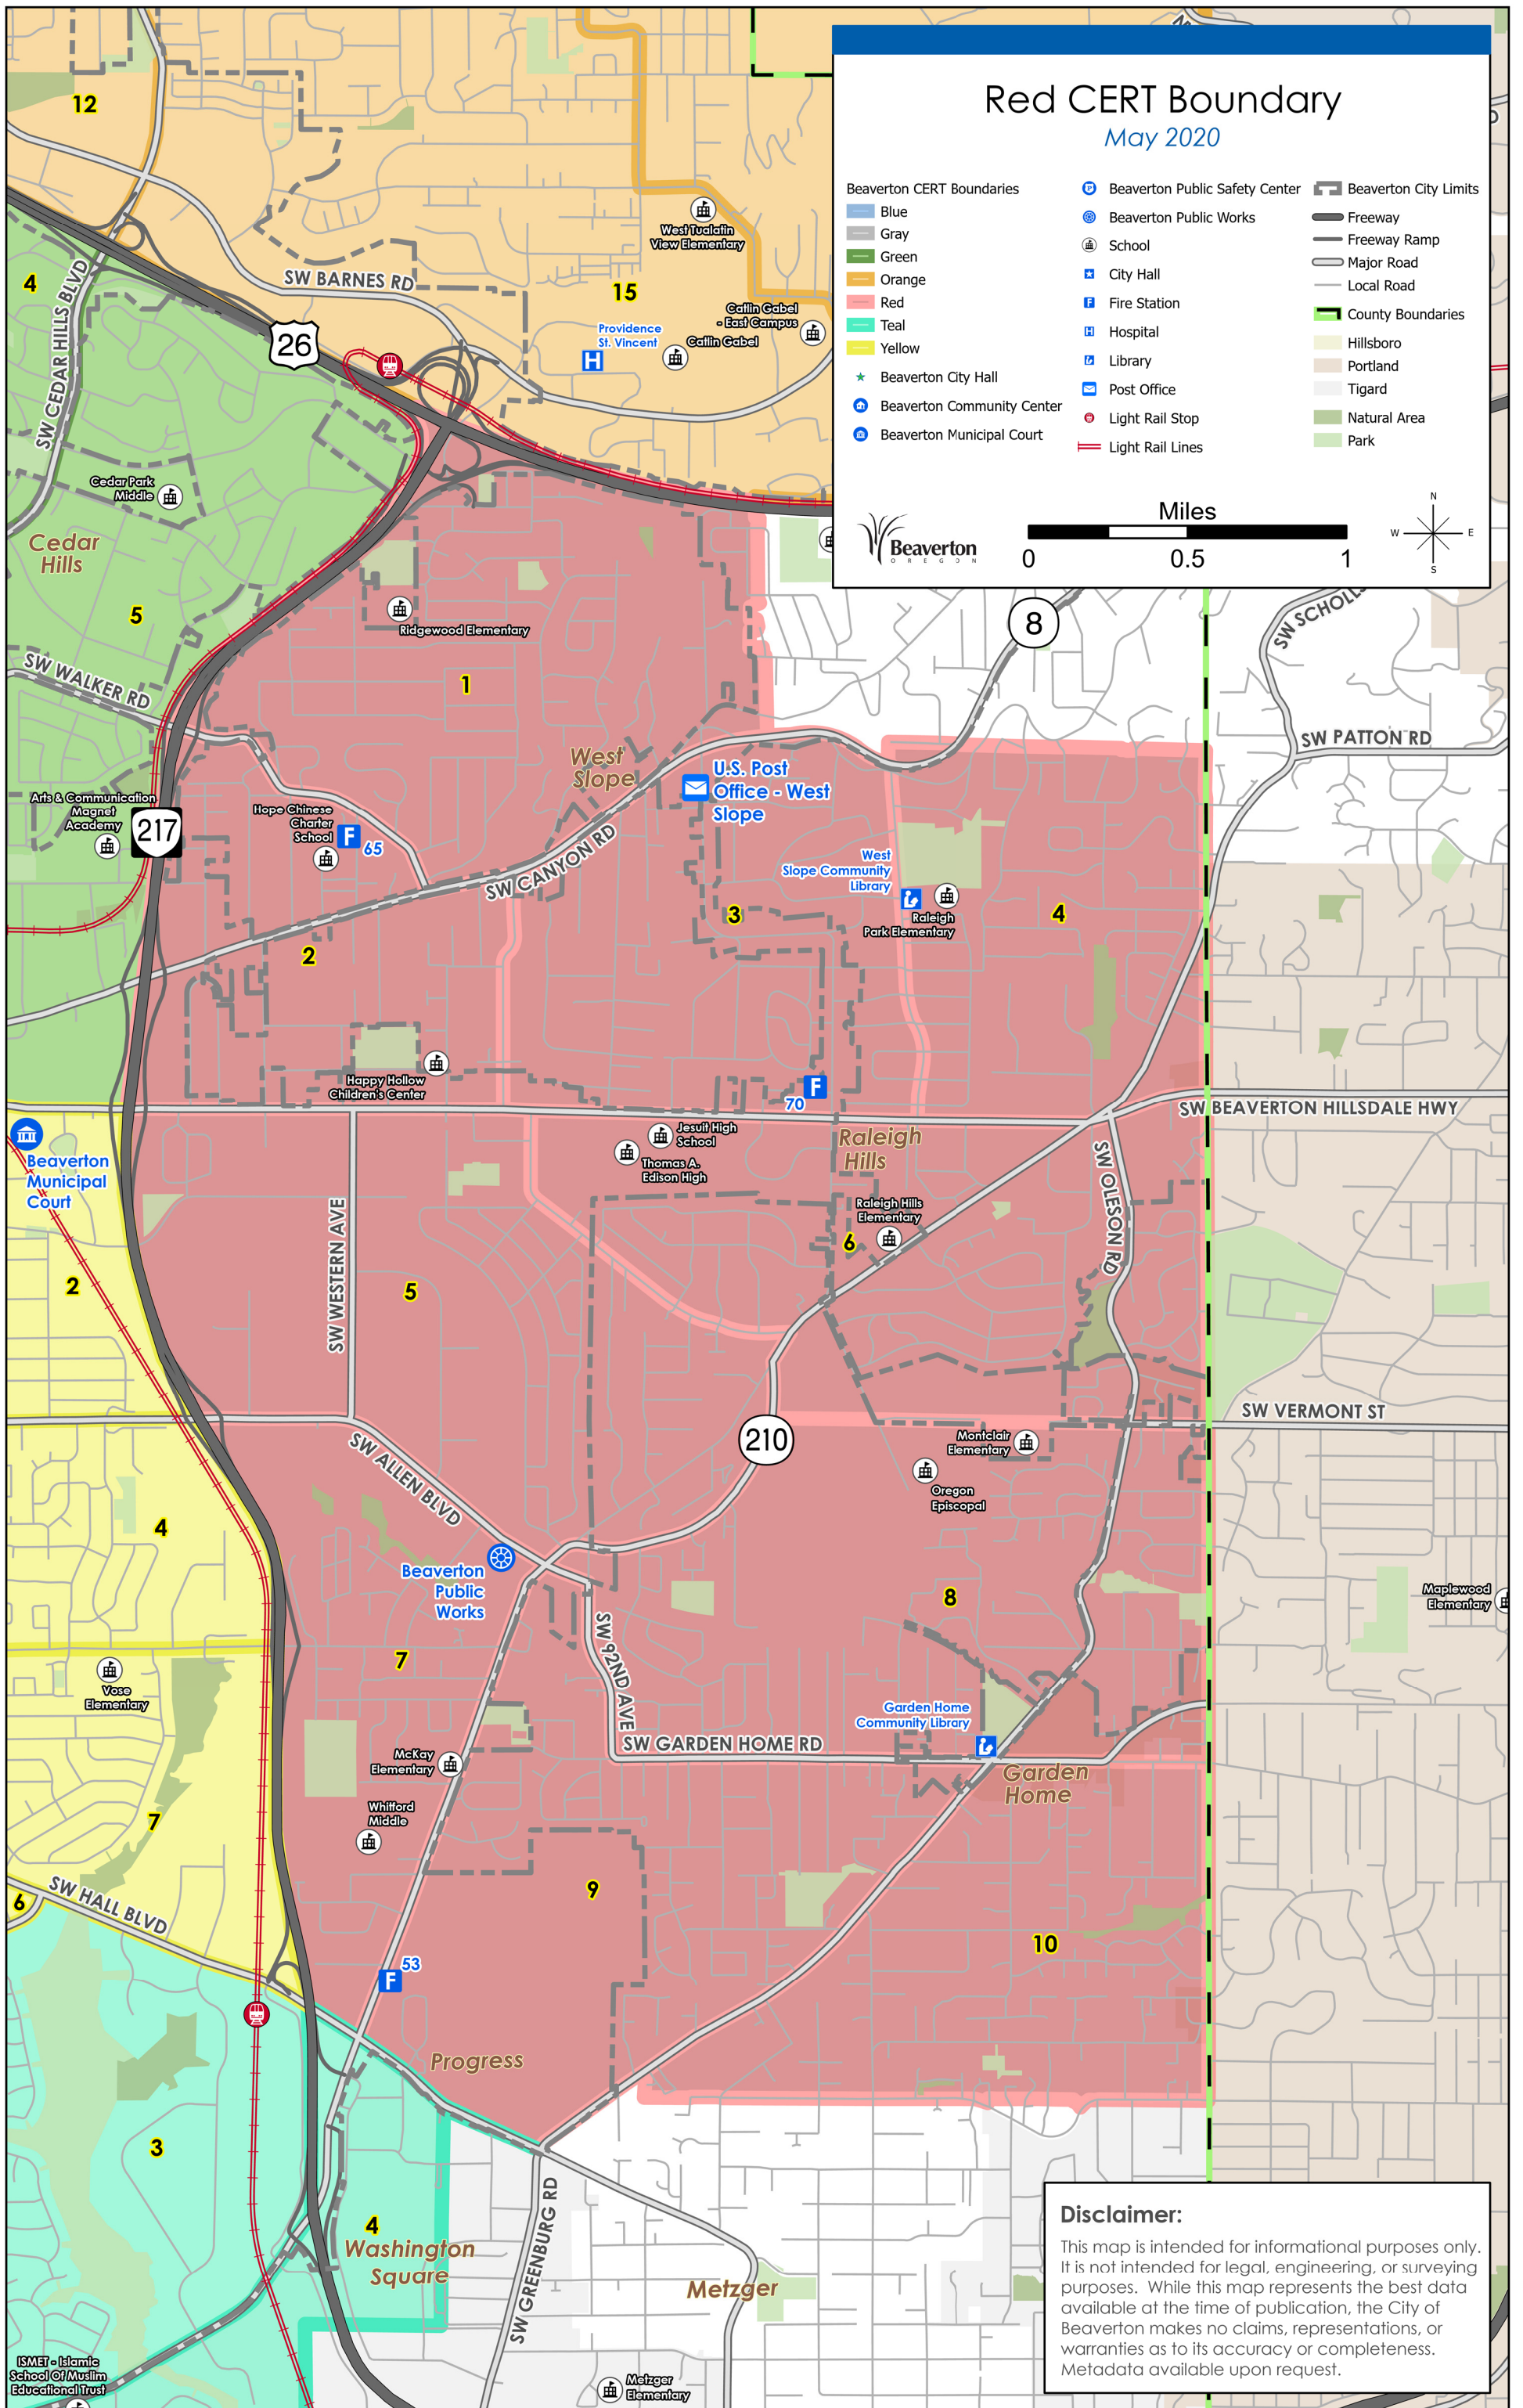 Red CERT Boundary
May 2020
Beaverton CERT Boundaries
Blue
Gray
Green
Orange
Red
Teal
Yellow
Beaverton City Hall
Beaverton Community Center
Beaverton Municipal Court
Beaverton Public Safety Center
Beaverton Public Works
School
City Hall
Fire Station
Hospital
Library
Post Office
Light Rail Stop
Light Rail Lines
Beaverton City Limits
Freeway
Freeway Ramp
Major Road
Local Road
County Boundaries
Hillsboro
Portland
Tigard
Natural Area
Park
Beaverton
OREGON
Miles
0
0.5
1
N
W
E
S
12
West Tualatin
View Elementary
4
SW CEDAR HILLS BLVD
SW BARNES RD
15
26
Providence
St. Vincent
H
Catlin Gabel
- East Campus
Catlin Gabel
Cedar Park
Middle
Cedar
Hills
5
Ridgewood Elementary
8
SW SCHOLLS
SW WALKER RD
1
West
Slope
SW PATTON RD
U.S. Post
Office - West
Slope
Arts & Communication
Magnet
Academy
217
Hope Chinese
Charter
School
F
65
SW CANYON RD
West
Slope Community
Library
Raleigh
Park Elementary
3
4
2
Happy Hollow
Children's Center
F
70
SW BEAVERTON HILLSDALE HWY
Beaverton
Municipal
Court
Jesuit High
School
Thomas A.
Edison High
Raleigh
Hills
SW OLESON RD
Raleigh Hills
Elementary
6
2
SW WESTERN AVE
5
SW VERMONT ST
210
Montclair
Elementary
Oregon
Episcopal
SW ALLEN BLVD
4
Beaverton
Public
Works
8
Maplewood
Elementary
Vose
Elementary
7
SW 92ND AVE
Garden Home
Community Library
SW GARDEN HOME RD
McKay
Elementary
Garden
Home
Whitford
Middle
7
9
6
SW HALL BLVD
10
F
53
Progress
3
4
Washington
Square
SW GREENBURG RD
Metzger
ISMET - Islamic
School Of Muslim
Educational Trust
Metzger
Elementary
Disclaimer:
This map is intended for informational purposes only.
It is not intended for legal, engineering, or surveying
purposes. While this map represents the best data
available at the time of publication, the City of
Beaverton makes no claims, representations, or
warranties as to its accuracy or completeness.
Metadata available upon request.